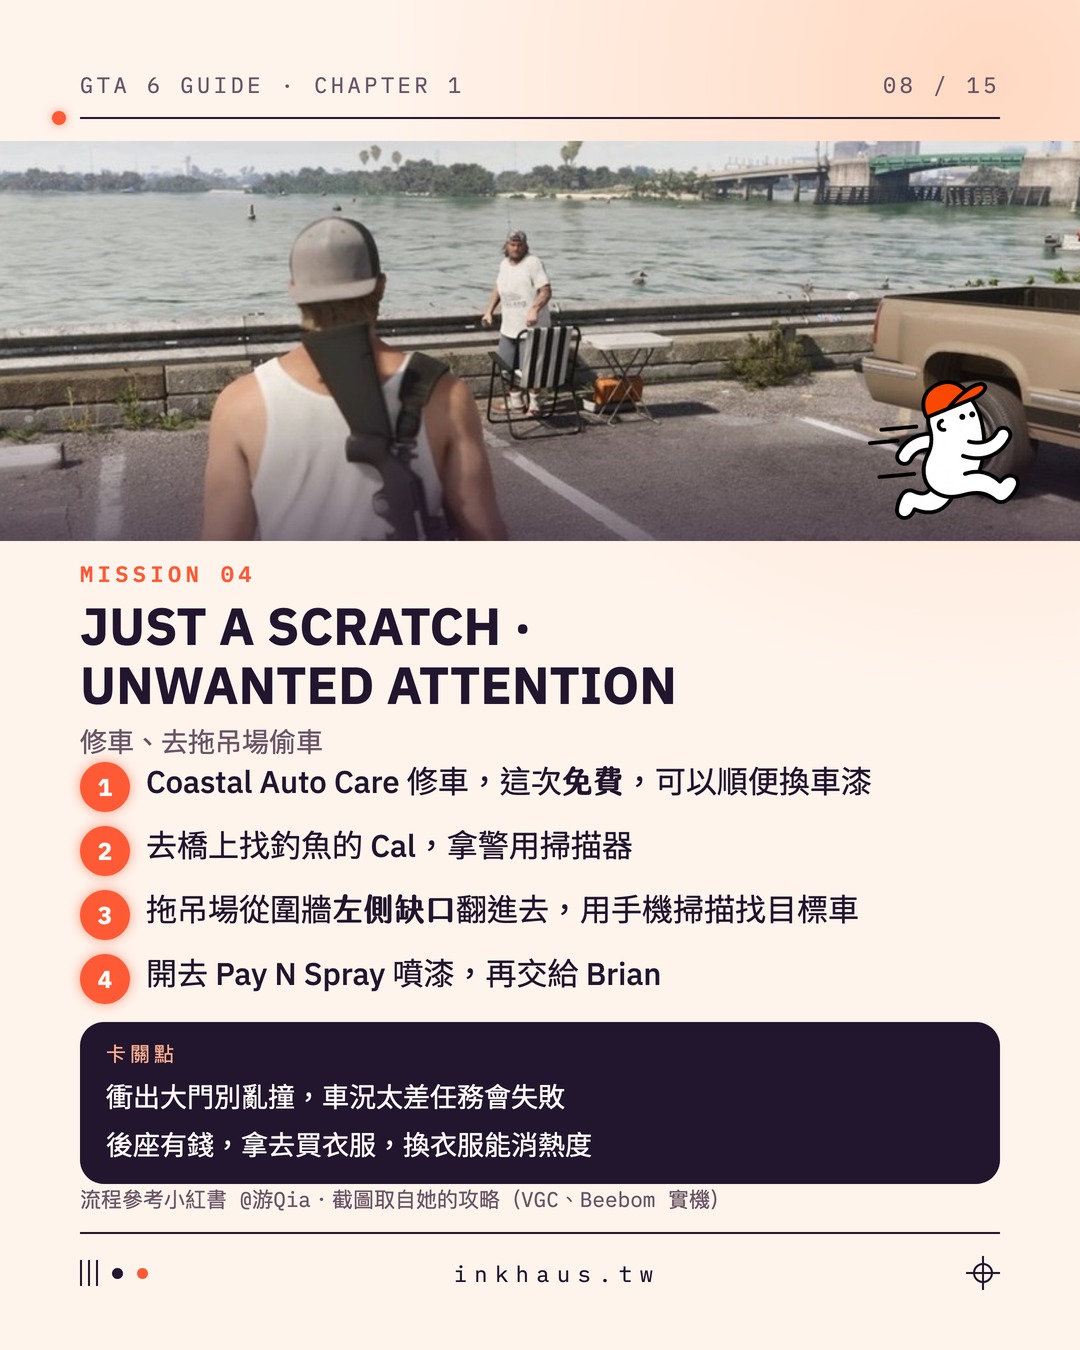 GTA 6 GUIDE · CHAPTER 1
08 / 15
MISSION 04
JUST A SCRATCH ·
UNWANTED ATTENTION
修車、去拖吊場偷車
1 Coastal Auto Care 修車，這次免費，可以順便換車漆
2 去橋上找釣魚的 Cal，拿警用掃描器
3 拖吊場從圍牆左側缺口翻進去，用手機掃描找目標車
4 開去 Pay N Spray 噴漆，再交給 Brian
卡關點
衝出大門別亂撞，車況太差任務會失敗
後座有錢，拿去買衣服，換衣服能消熱度
流程參考小紅書 @游Qia · 截圖取自她的攻略（VGC、Beebom 實機）
inkhaus.tw